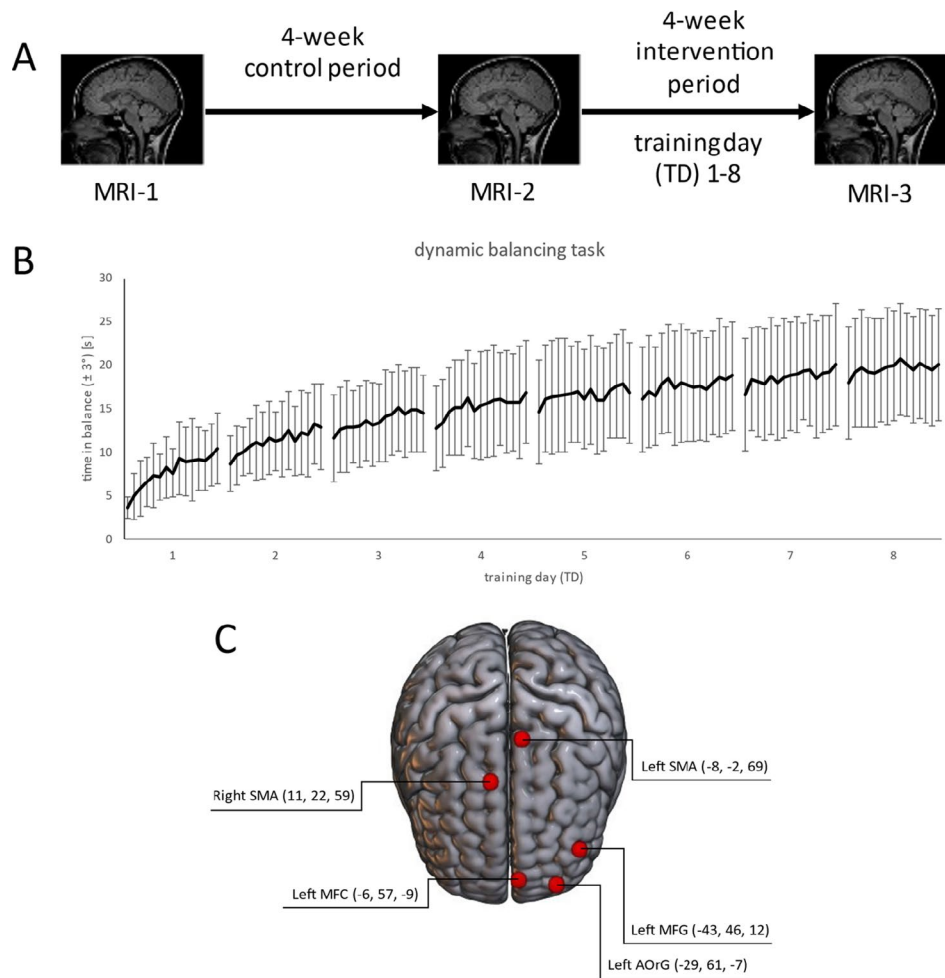 A
4-week
control period
4-week
intervention
period
training day
(TD) 1-8
MRI-1
MRI-2
MRI-3
B
dynamic balancing task
time in balance (± 3°) [s]
30
25
20
15
10
5
0
1 2 3 4 5 6 7 8
training day (TD)
C
Left SMA (-8, -2, 69)
Right SMA (11, 22, 59)
Left MFC (-6, 57, -9)
Left MFG (-43, 46, 12)
Left AOrG (-29, 61, -7)